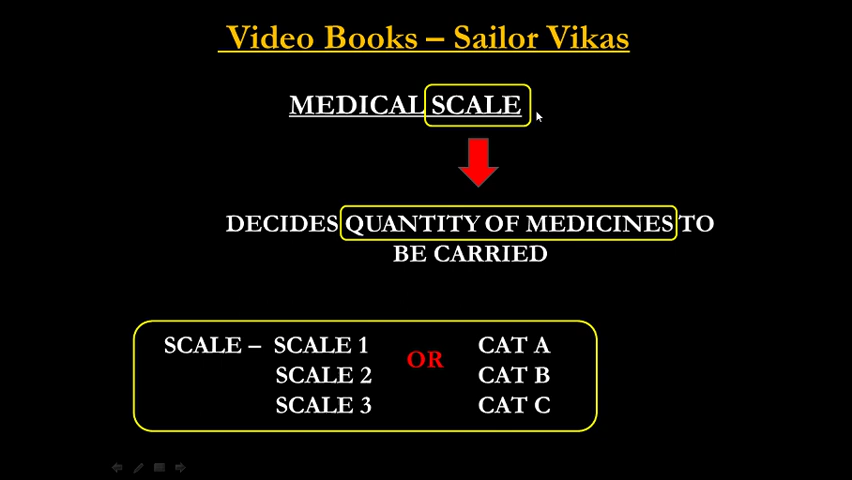 Video Books – Sailor Vikas
MEDICAL SCALE
DECIDES QUANTITY OF MEDICINES TO
BE CARRIED
SCALE – SCALE 1 OR CAT A
SCALE 2 CAT B
SCALE 3 CAT C